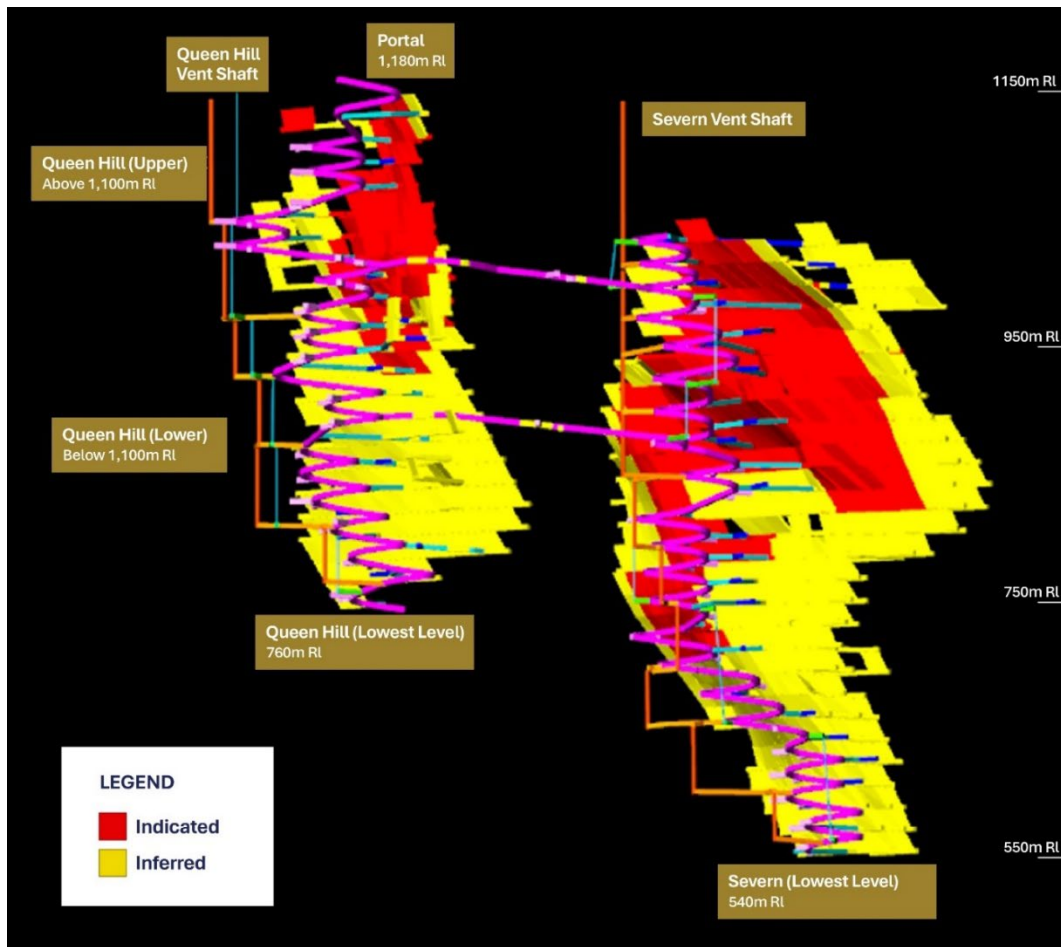 Portal
1,180m Rl
Queen Hill
Vent Shaft
1150m Rl
Severn Vent Shaft
Queen Hill (Upper)
Above 1,100m Rl
950m Rl
Queen Hill (Lower)
Below 1,100m Rl
750m Rl
Queen Hill (Lowest Level)
760m Rl
LEGEND
Indicated
Inferred
550m Rl
Severn (Lowest Level)
540m Rl